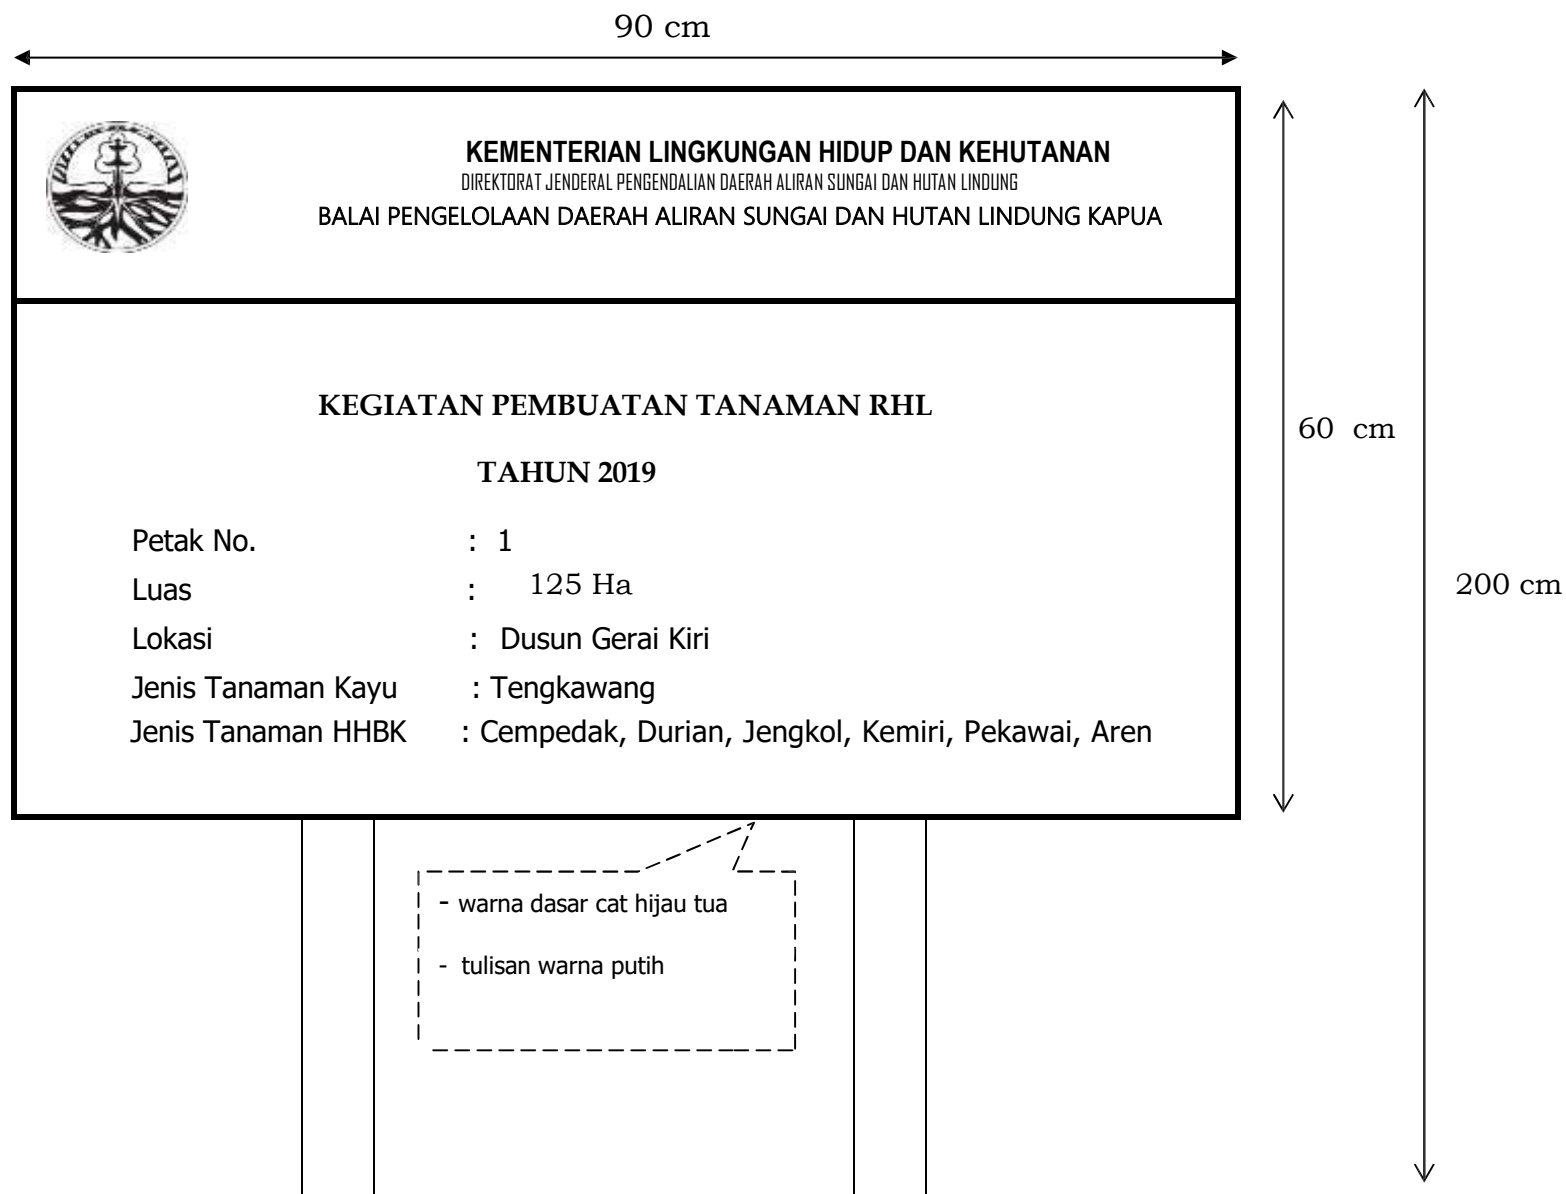 90 cm
KEMENTERIAN LINGKUNGAN HIDUP DAN KEHUTANAN
DIREKTORAT JENDERAL PENGENDALIAN DAERAH ALIRAN SUNGAI DAN HUTAN LINDUNG
BALAI PENGELOLAAN DAERAH ALIRAN SUNGAI DAN HUTAN LINDUNG KAPUA
KEGIATAN PEMBUATAN TANAMAN RHL
TAHUN 2019
Petak No. : 1
Luas : 125 Ha
Lokasi : Dusun Gerai Kiri
Jenis Tanaman Kayu : Tengkawang
Jenis Tanaman HHBK : Cempedak, Durian, Jengkol, Kemiri, Pekawai, Aren
60 cm
200 cm
- warna dasar cat hijau tua
- tulisan warna putih